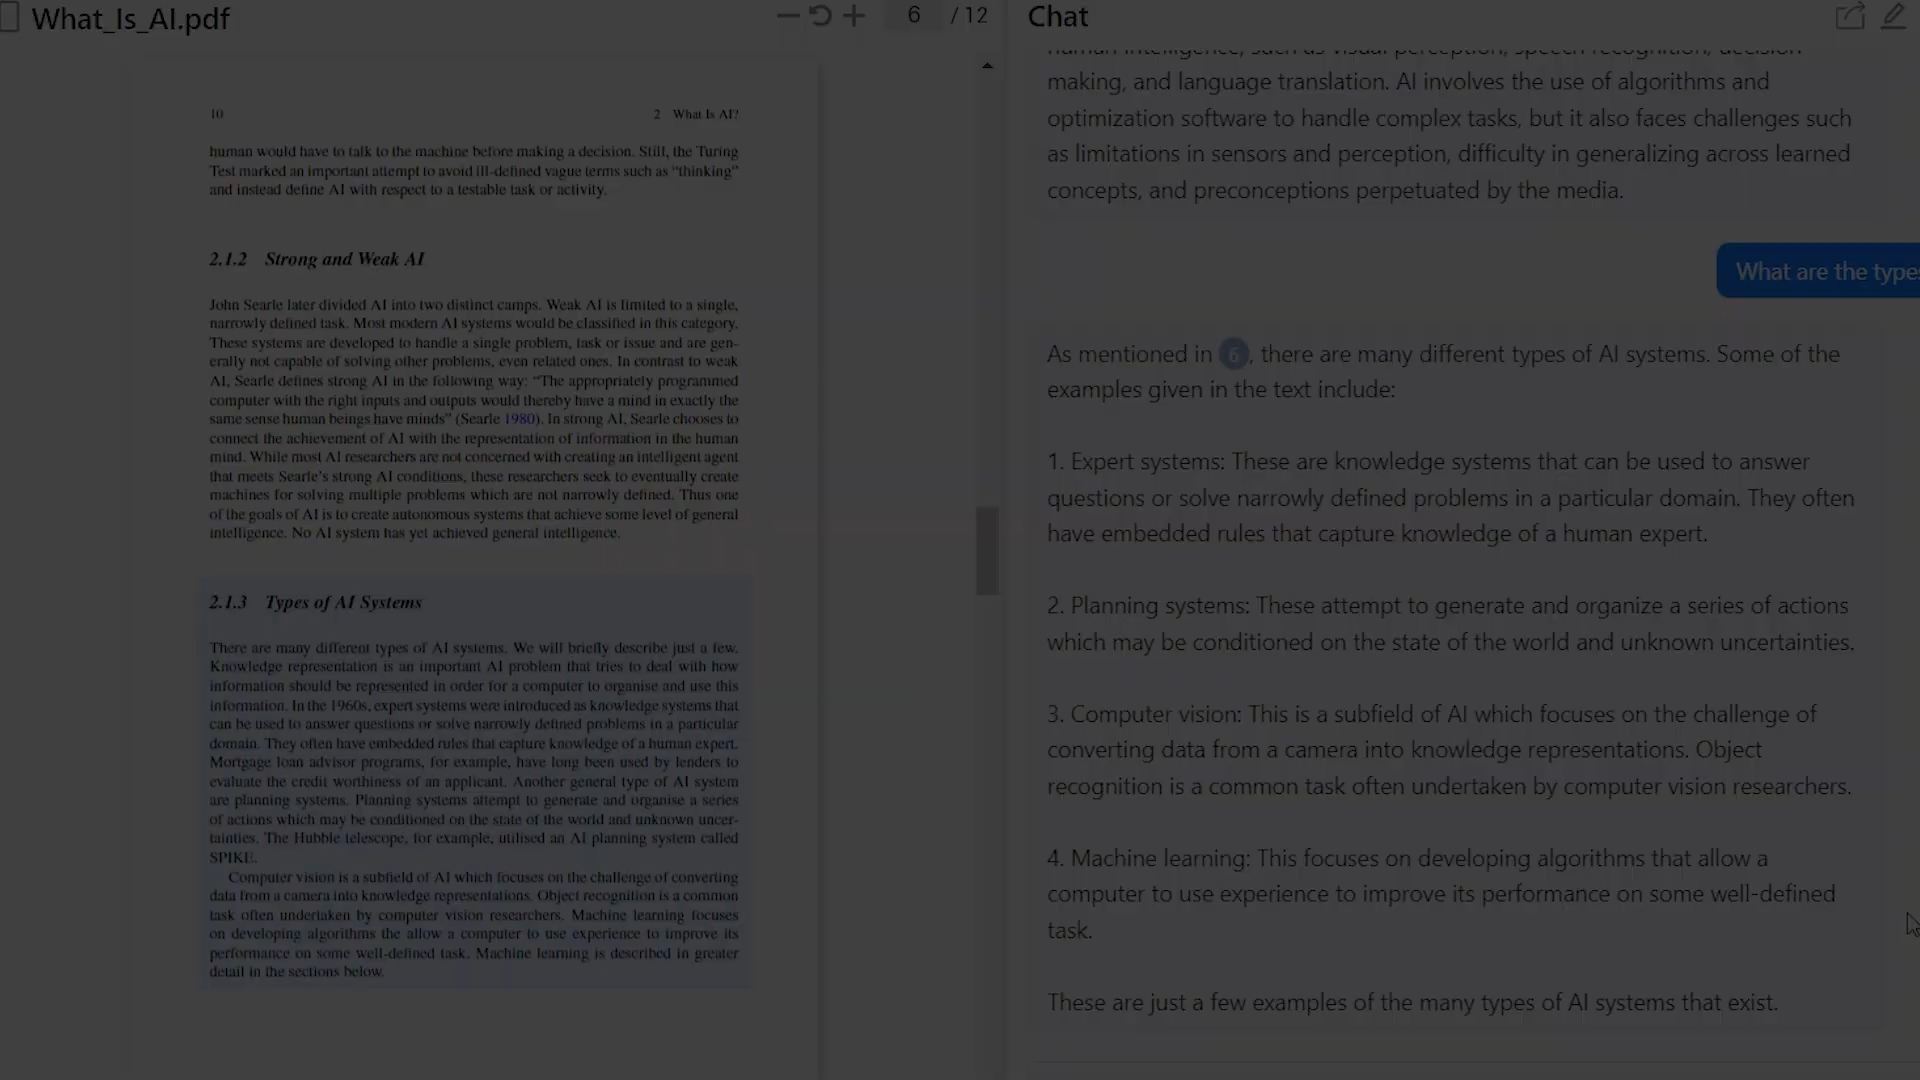 What_Is_AI.pdf
6 / 12
10
2 What Is AI?
human would have to talk to the machine before making a decision. Still, the Turing
Test marked an important attempt to avoid ill-defined vague terms such as “thinking”
and instead define AI with respect to a testable task or activity.
2.1.2 Strong and Weak AI
John Searle later divided AI into two distinct camps. Weak AI is limited to a single,
narrowly defined task. Most modern AI systems would be classified in this category.
These systems are developed to handle a single problem, task or issue and are gen-
erally not capable of solving other problems, even related ones. In contrast to weak
AI, Searle defines strong AI in the following way: “The appropriately programmed
computer with the right inputs and outputs would thereby have a mind in exactly the
same sense human beings have minds” (Searle 1980). In strong AI, Searle chooses to
connect the achievement of AI with the representation of information in the human
mind. While most AI researchers are not concerned with creating an intelligent agent
that meets Searle’s strong AI conditions, these researchers seek to eventually create
machines for solving multiple problems which are not narrowly defined. Thus one
of the goals of AI is to create autonomous systems that achieve some level of general
intelligence. No AI system has yet achieved general intelligence.
2.1.3 Types of AI Systems
There are many different types of AI systems. We will briefly describe just a few.
Knowledge representation is an important AI problem that tries to deal with how
information should be represented in order for a computer to organise and use this
information. In the 1960s, expert systems were introduced as knowledge systems that
can be used to answer questions or solve narrowly defined problems in a particular
domain. They often have embedded rules that capture knowledge of a human expert.
Mortgage loan advisor programs, for example, have long been used by lenders to
evaluate the credit worthiness of an applicant. Another general type of AI system
are planning systems. Planning systems attempt to generate and organise a series
of actions which may be conditioned on the state of the world and unknown uncer-
tainties. The Hubble telescope, for example, utilised an AI planning system called
SPIKE.
Computer vision is a subfield of AI which focuses on the challenge of converting
data from a camera into knowledge representations. Object recognition is a common
task often undertaken by computer vision researchers. Machine learning focuses
on developing algorithms the allow a computer to use experience to improve its
performance on some well-defined task. Machine learning is described in greater
detail in the sections below.
Chat
human intelligence, such as visual perception, speech recognition, decision-
making, and language translation. AI involves the use of algorithms and
optimization software to handle complex tasks, but it also faces challenges such
as limitations in sensors and perception, difficulty in generalizing across learned
concepts, and preconceptions perpetuated by the media.
What are the types
As mentioned in 6, there are many different types of AI systems. Some of the
examples given in the text include:
1. Expert systems: These are knowledge systems that can be used to answer
questions or solve narrowly defined problems in a particular domain. They often
have embedded rules that capture knowledge of a human expert.
2. Planning systems: These attempt to generate and organize a series of actions
which may be conditioned on the state of the world and unknown uncertainties.
3. Computer vision: This is a subfield of AI which focuses on the challenge of
converting data from a camera into knowledge representations. Object
recognition is a common task often undertaken by computer vision researchers.
4. Machine learning: This focuses on developing algorithms that allow a
computer to use experience to improve its performance on some well-defined
task.
These are just a few examples of the many types of AI systems that exist.